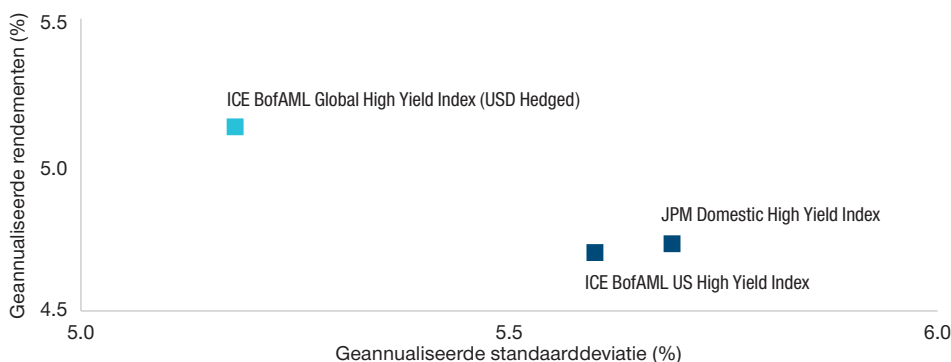 Geannualiseerde rendementen (%)
5.5
5.0
4.5
ICE BofAML Global High Yield Index (USD Hedged)
JPM Domestic High Yield Index
ICE BofAML US High Yield Index
5.0
5.5
6.0
Geannualiseerde standaarddeviatie (%)